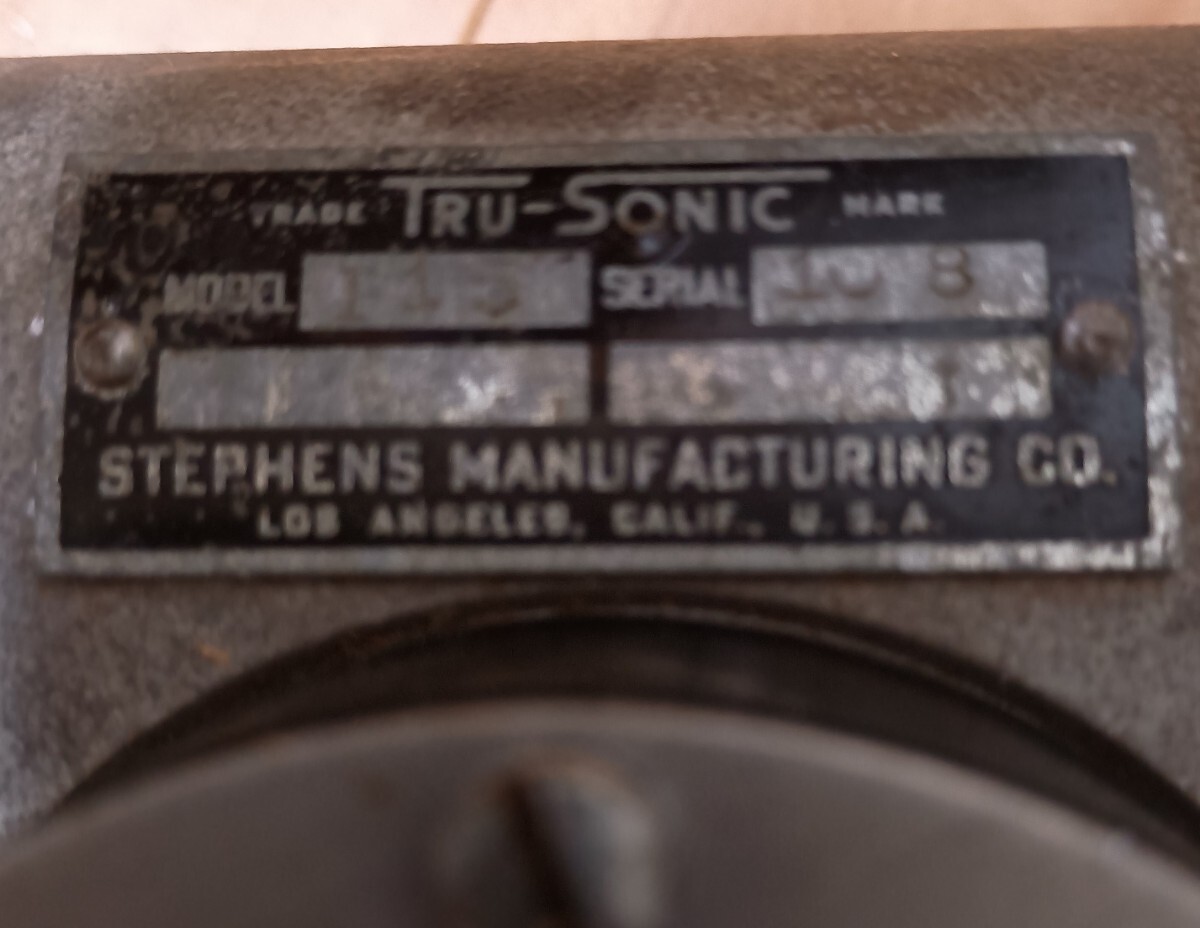 TRADE TRU-SONIC MARK
MODEL SERIAL
STEPHENS MANUFACTURING CO.
LOS ANGELES, CALIF., U. S. A.